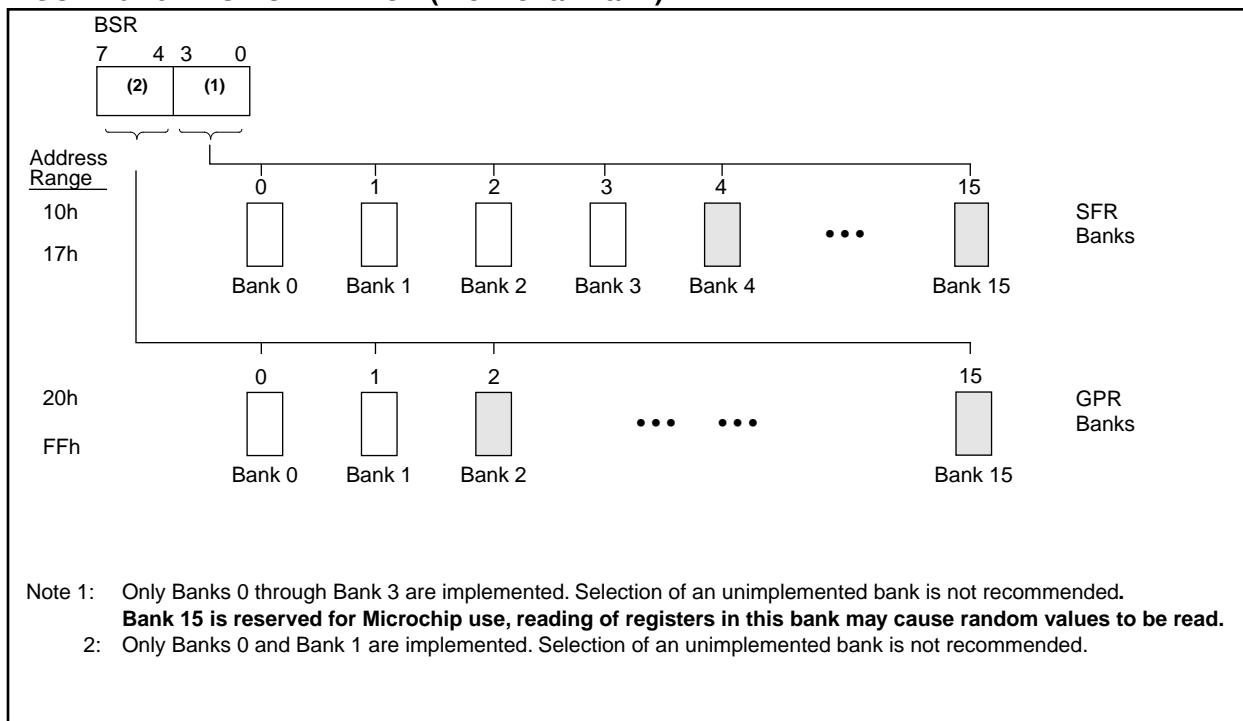 BSR
7 4 3 0
(2) (1)
Address
Range
0 1 2 3 4 15
10h
17h
SFR
Banks
•••
Bank 0 Bank 1 Bank 2 Bank 3 Bank 4 Bank 15
0 1 2 15
20h
FFh
GPR
Banks
••• •••
Bank 0 Bank 1 Bank 2 Bank 15
Note 1: Only Banks 0 through Bank 3 are implemented. Selection of an unimplemented bank is not recommended.
Bank 15 is reserved for Microchip use, reading of registers in this bank may cause random values to be read.
2: Only Banks 0 and Bank 1 are implemented. Selection of an unimplemented bank is not recommended.